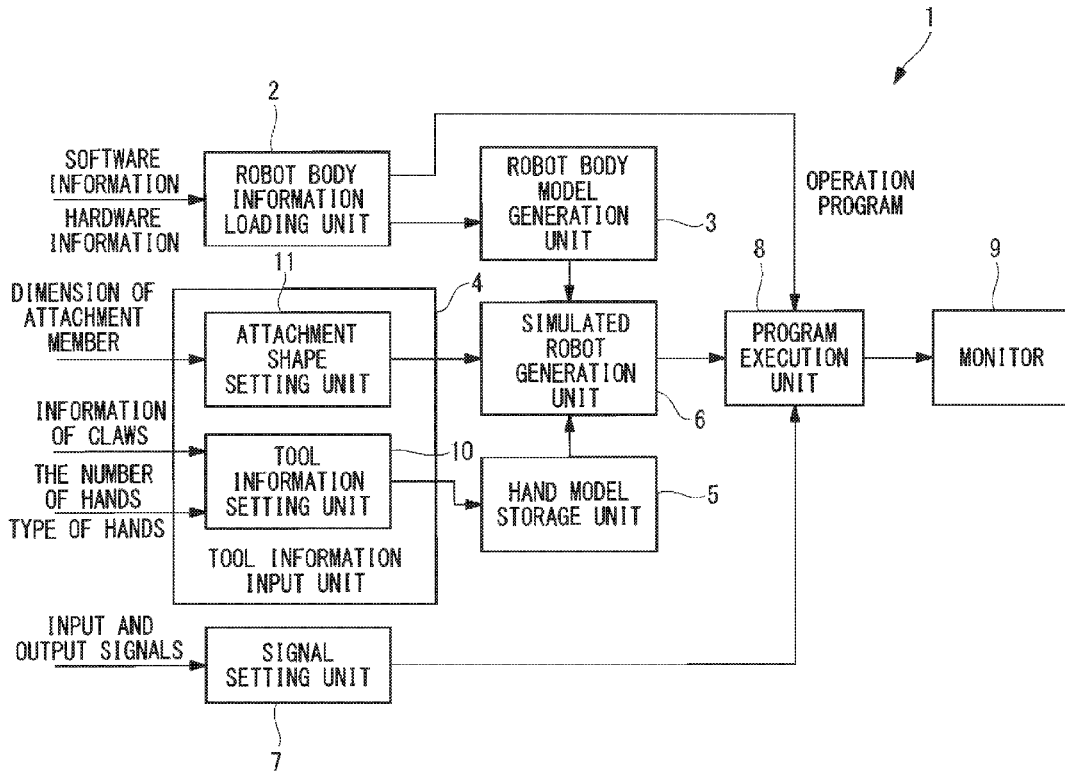 1
2
SOFTWARE
INFORMATION
HARDWARE
INFORMATION
ROBOT BODY
INFORMATION
LOADING UNIT
ROBOT BODY
MODEL
GENERATION
UNIT
3
OPERATION
PROGRAM
DIMENSION OF
ATTACHMENT
MEMBER
11
4
ATTACHMENT
SHAPE
SETTING UNIT
SIMULATED
ROBOT
GENERATION
UNIT
6
8
PROGRAM
EXECUTION
UNIT
9
MONITOR
INFORMATION
OF CLAWS
THE NUMBER
OF HANDS
TYPE OF HANDS
10
TOOL
INFORMATION
SETTING UNIT
HAND MODEL
STORAGE UNIT
5
TOOL INFORMATION
INPUT UNIT
INPUT AND
OUTPUT SIGNALS
SIGNAL
SETTING UNIT
7